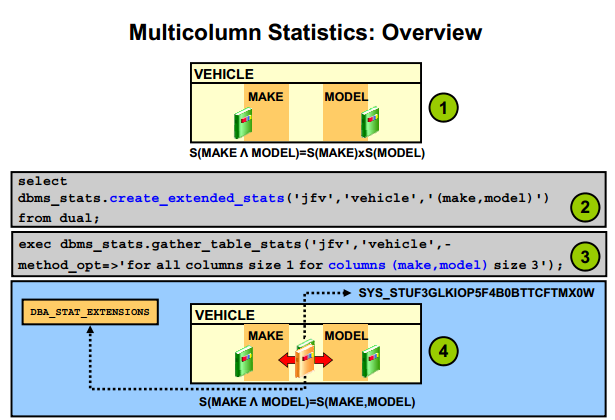 Multicolumn Statistics: Overview
VEHICLE
MAKE
MODEL
1
S(MAKE Λ MODEL)=S(MAKE)xS(MODEL)
select
dbms_stats.create_extended_stats('jfv','vehicle','(make,model)')
from dual;
2
exec dbms_stats.gather_table_stats('jfv','vehicle',-
method_opt=>'for all columns size 1 for columns (make,model) size 3');
3
SYS_STUF3GLKIOP5F4B0BTTCFTMX0W
DBA_STAT_EXTENSIONS
VEHICLE
MAKE
MODEL
4
S(MAKE Λ MODEL)=S(MAKE,MODEL)